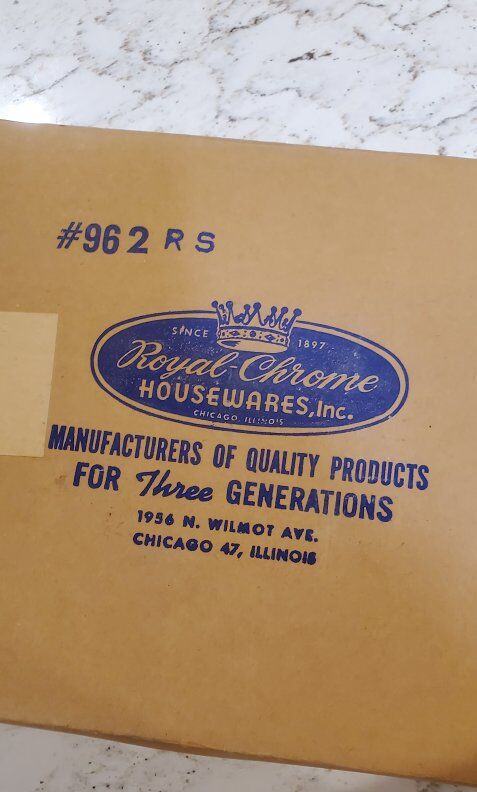 #962 RS
SINCE 1897
Royal-Chrome
HOUSEWARES, Inc.
CHICAGO, ILLINOIS
MANUFACTURERS OF QUALITY PRODUCTS
FOR Three GENERATIONS
1956 N. WILMOT AVE.
CHICAGO 47, ILLINOIS